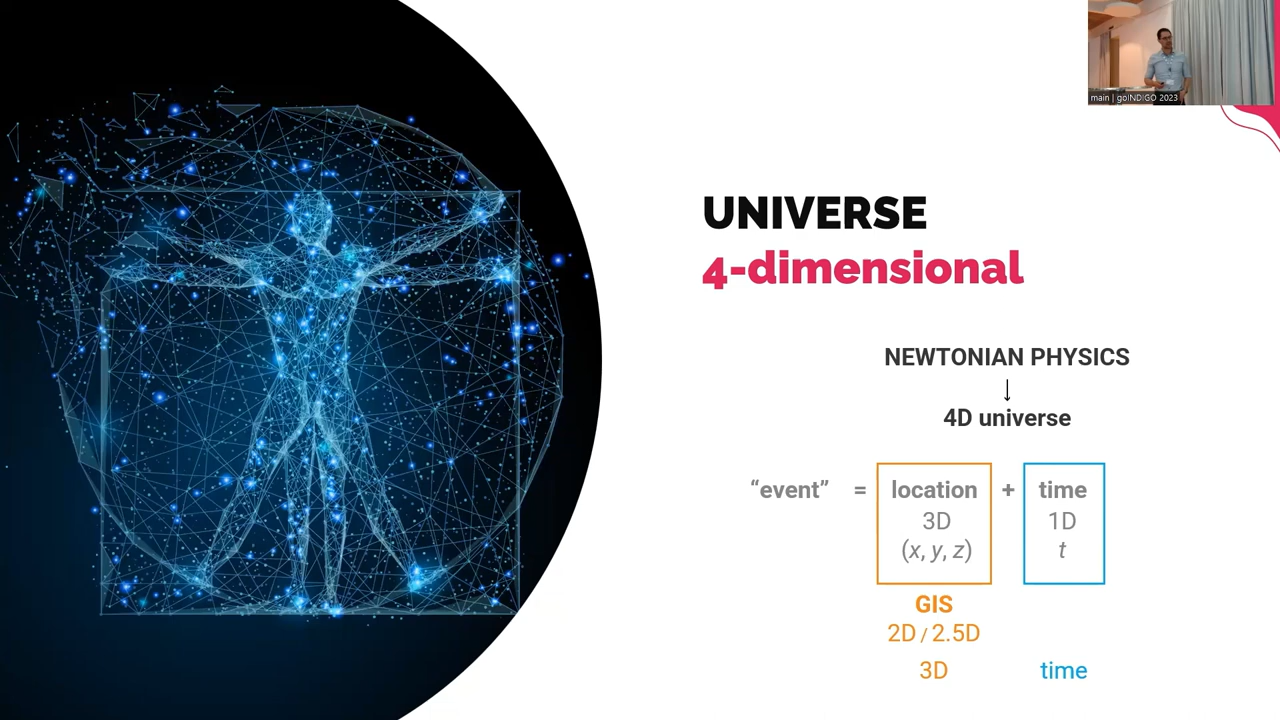 main | goINDIGO 2023
UNIVERSE
4-dimensional
NEWTONIAN PHYSICS
↓
4D universe
“event” = location + time
3D 1D
(x, y, z) t
GIS
2D / 2.5D
3D time